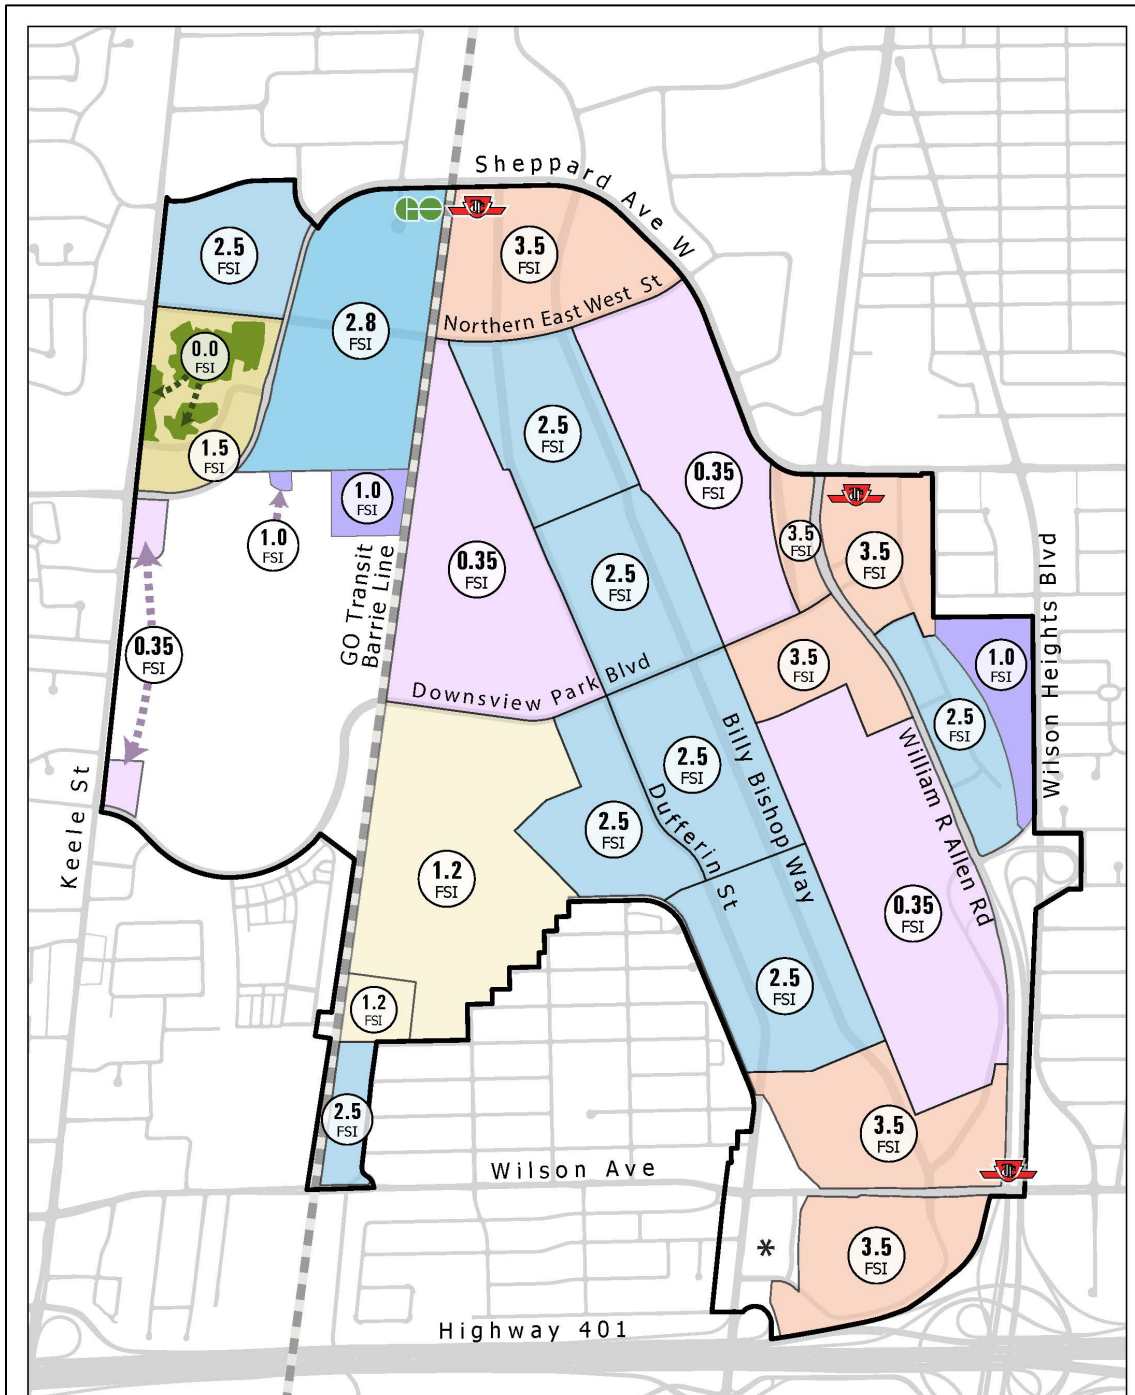 Sheppard Ave W
GO
2.5
FSI
3.5
FSI
2.8
FSI
Northern East West St
0.0
FSI
1.5
FSI
2.5
FSI
0.35
FSI
1.0
FSI
1.0
FSI
3.5
FSI
3.5
FSI
0.35
FSI
2.5
FSI
GO Transit
Barrie Line
Wilson Heights Blvd
0.35
FSI
Downsview Park Blvd
3.5
FSI
1.0
FSI
2.5
FSI
Billy Bishop Way
2.5
FSI
William R Allen Rd
Keele St
Dufferin St
2.5
FSI
1.2
FSI
0.35
FSI
2.5
FSI
1.2
FSI
2.5
FSI
3.5
FSI
Wilson Ave
*
3.5
FSI
Highway 401